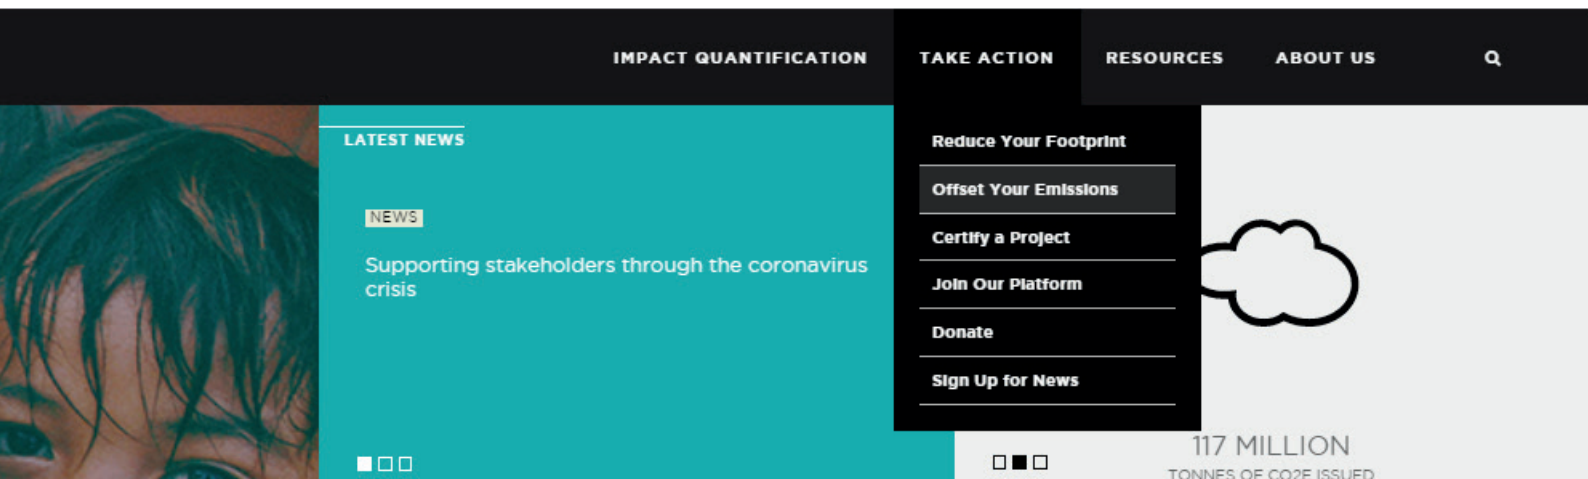 IMPACT QUANTIFICATION
TAKE ACTION
RESOURCES
ABOUT US
LATEST NEWS
NEWS
Supporting stakeholders through the coronavirus
crisis
Reduce Your Footprint
Offset Your Emissions
Certify a Project
Join Our Platform
Donate
Sign Up for News
117 MILLION
TONNES OF CO2E ISSUED